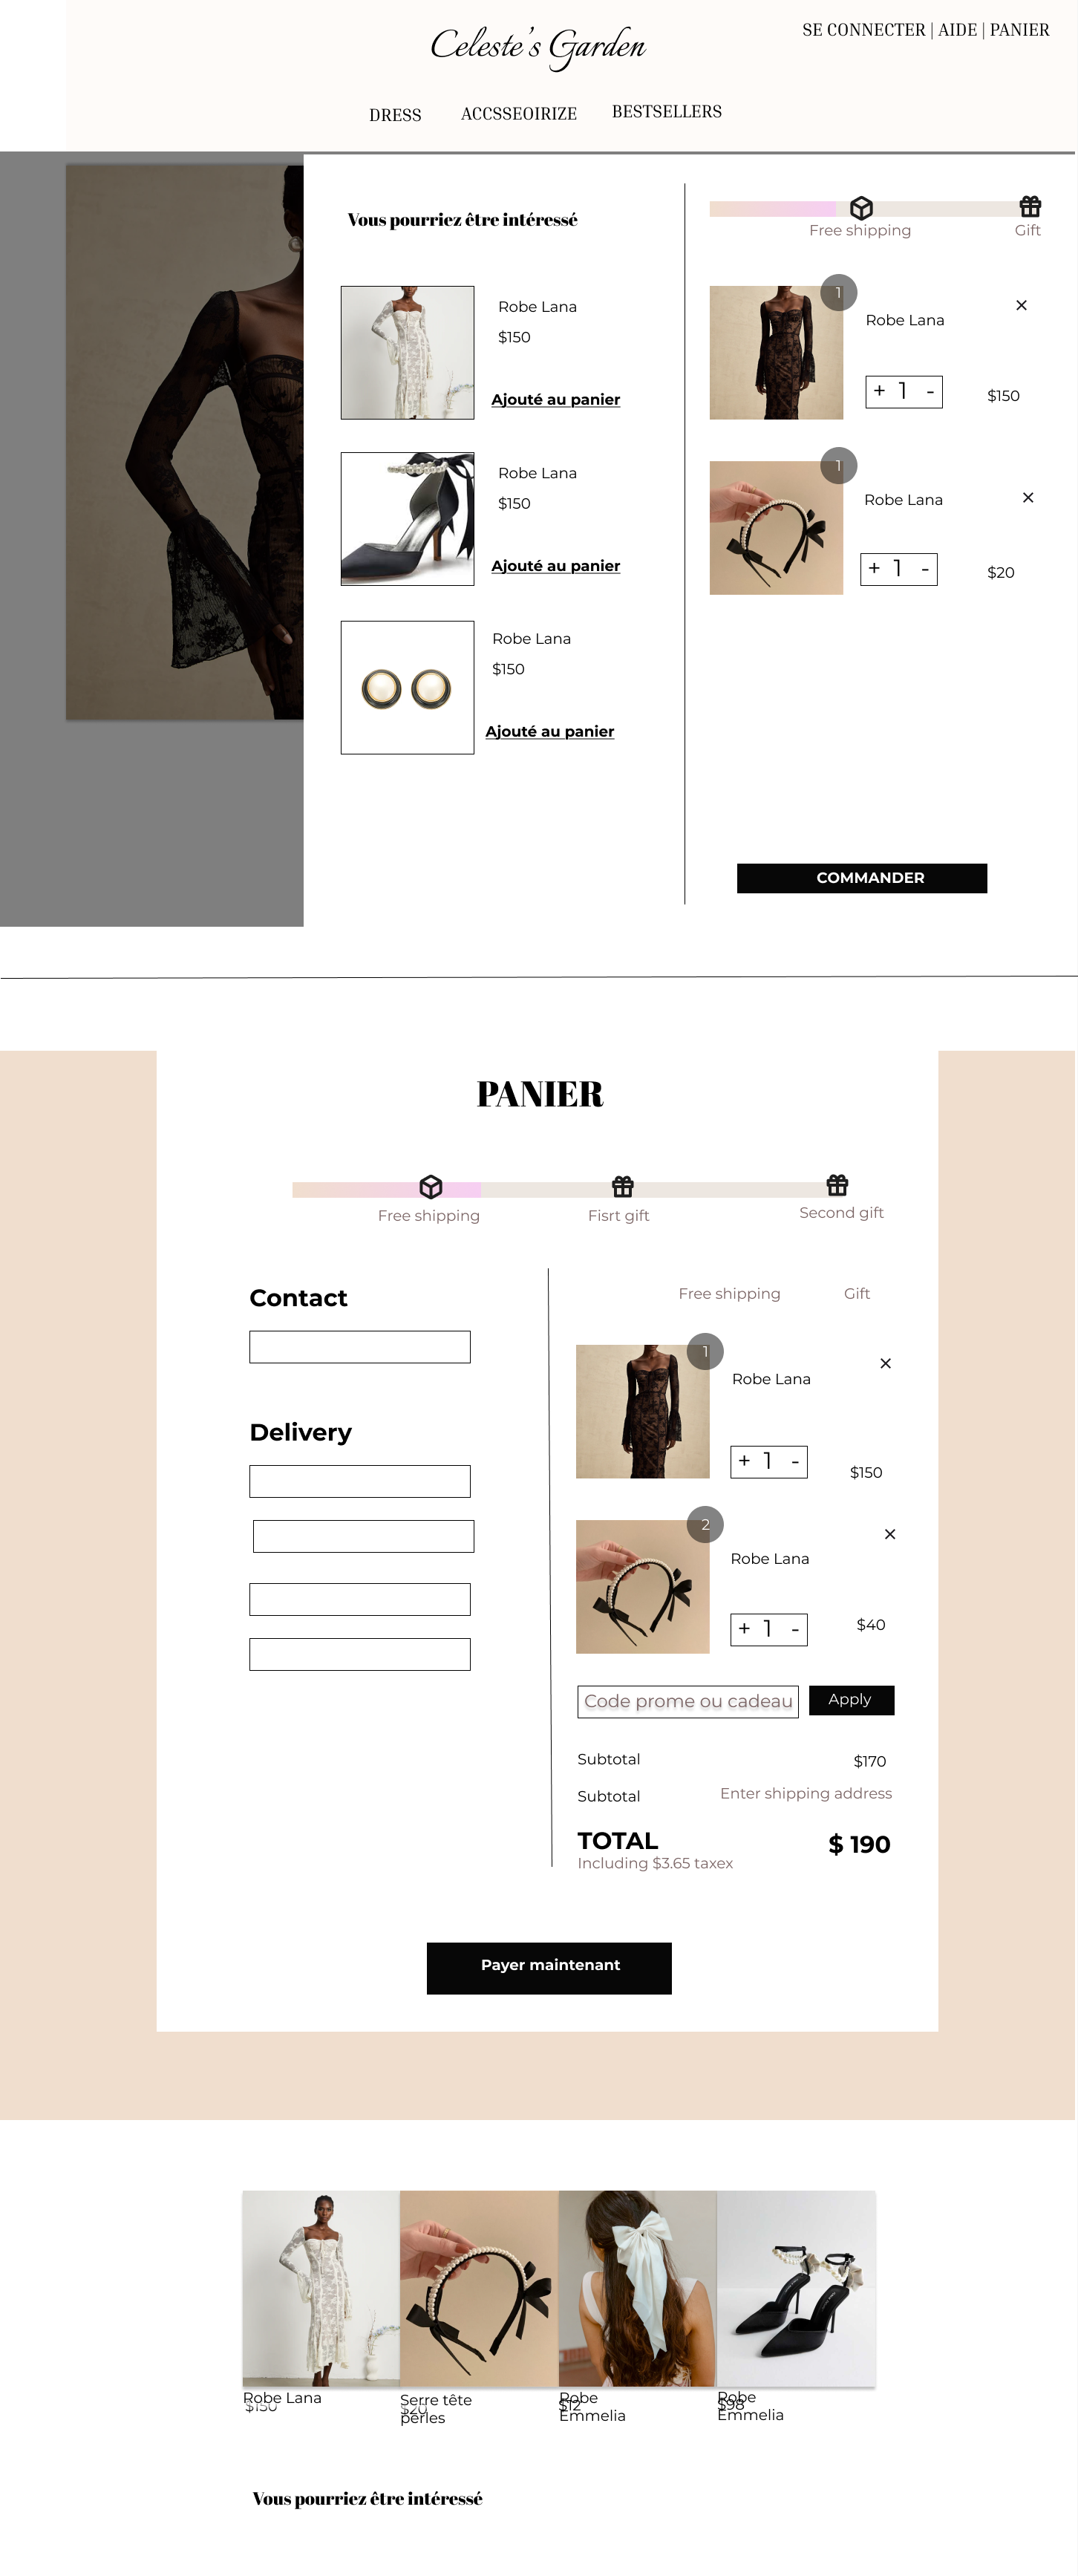 Celeste's Garden
SE CONNECTER | AIDE | PANIER
DRESS
ACCSSEOIRIZE
BESTSELLERS
Vous pourriez être intéressé
Robe Lana
$150
Ajouté au panier
Robe Lana
$150
Ajouté au panier
Robe Lana
$150
Ajouté au panier
Free shipping
Gift
1
Robe Lana
×
+ 1 -
$150
1
Robe Lana
×
+ 1 -
$20
COMMANDER
PANIER
Free shipping
Fisrt gift
Second gift
Contact
Delivery
Free shipping
Gift
1
Robe Lana
×
+ 1 -
$150
2
Robe Lana
×
+ 1 -
$40
Code prome ou cadeau
Apply
Subtotal
$170
Subtotal
Enter shipping address
TOTAL
$ 190
Including $3.65 taxex
Payer maintenant
Robe Lana
$150
Serre tête
$20
perles
Robe
$12
Emmelia
Robe
$98
Emmelia
Vous pourriez être intéressé